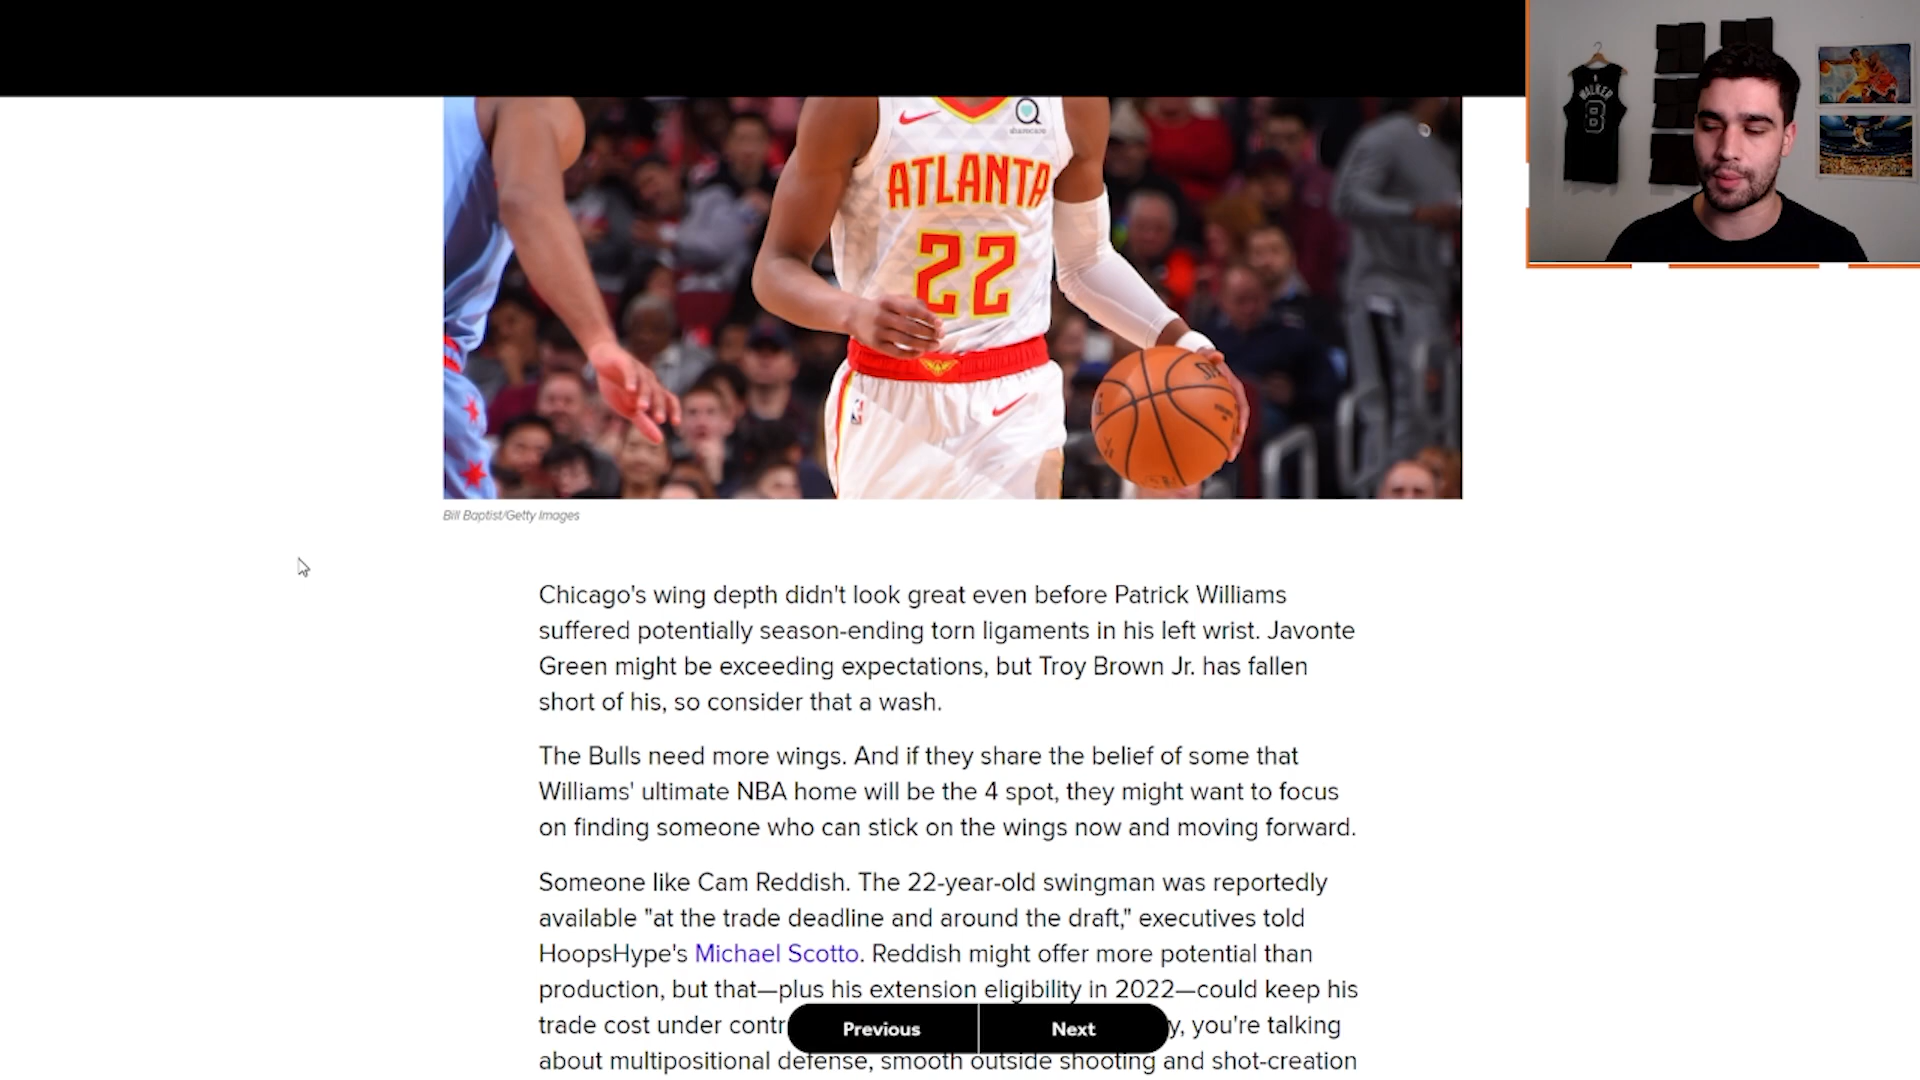 sharecare
ATLANTA
22
WALKER
8
Bill Baptist/Getty Images
Chicago's wing depth didn't look great even before Patrick Williams
suffered potentially season-ending torn ligaments in his left wrist. Javonte
Green might be exceeding expectations, but Troy Brown Jr. has fallen
short of his, so consider that a wash.
The Bulls need more wings. And if they share the belief of some that
Williams' ultimate NBA home will be the 4 spot, they might want to focus
on finding someone who can stick on the wings now and moving forward.
Someone like Cam Reddish. The 22-year-old swingman was reportedly
available "at the trade deadline and around the draft," executives told
HoopsHype's Michael Scotto. Reddish might offer more potential than
production, but that—plus his extension eligibility in 2022—could keep his
trade cost under contr y, you're talking
about multipositional defense, smooth outside shooting and shot-creation
Previous Next